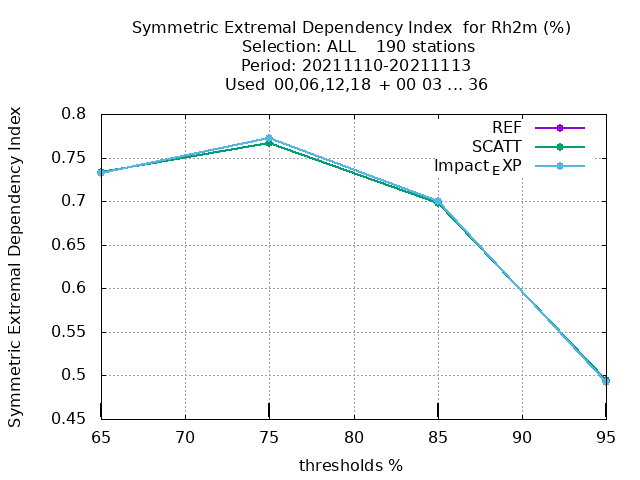 Symmetric Extremal Dependency Index  for Rh2m (%)
Selection: ALL    190 stations
Period: 20211110-20211113
Used  00,06,12,18 + 00 03 ... 36
REF
SCATT
Impact_EXP
Symmetric Extremal Dependency Index
0.8
0.75
0.7
0.65
0.6
0.55
0.5
0.45
65 70 75 80 85 90 95
thresholds %